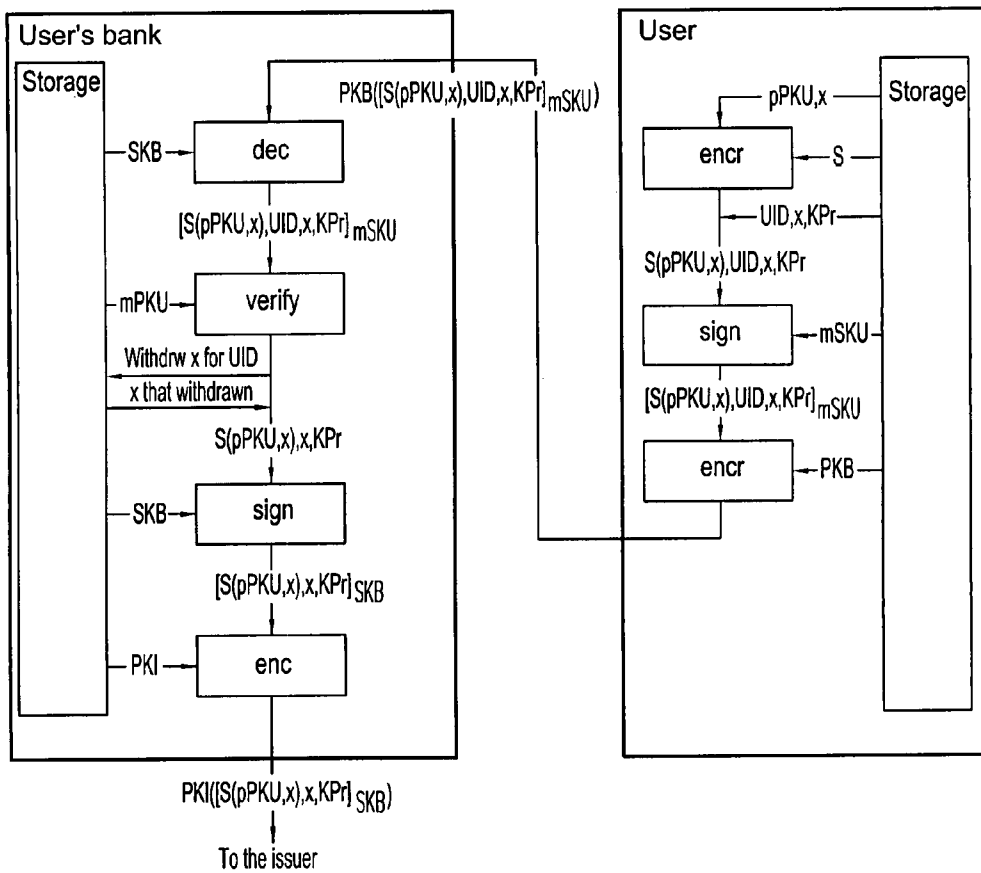 User's bank
Storage
PKB([S(pPKU,x),UID,x,KPr]mSKU)
SKB
dec
[S(pPKU,x),UID,x,KPr]mSKU
mPKU
verify
Withdrw x for UID
x that withdrawn
S(pPKU,x),x,KPr
SKB
sign
[S(pPKU,x),x,KPr]SKB
PKI
enc
PKI([S(pPKU,x),x,KPr]SKB)
To the issuer
User
Storage
pPKU,x
encr
S
UID,x,KPr
S(pPKU,x),UID,x,KPr
sign
mSKU
[S(pPKU,x),UID,x,KPr]mSKU
encr
PKB